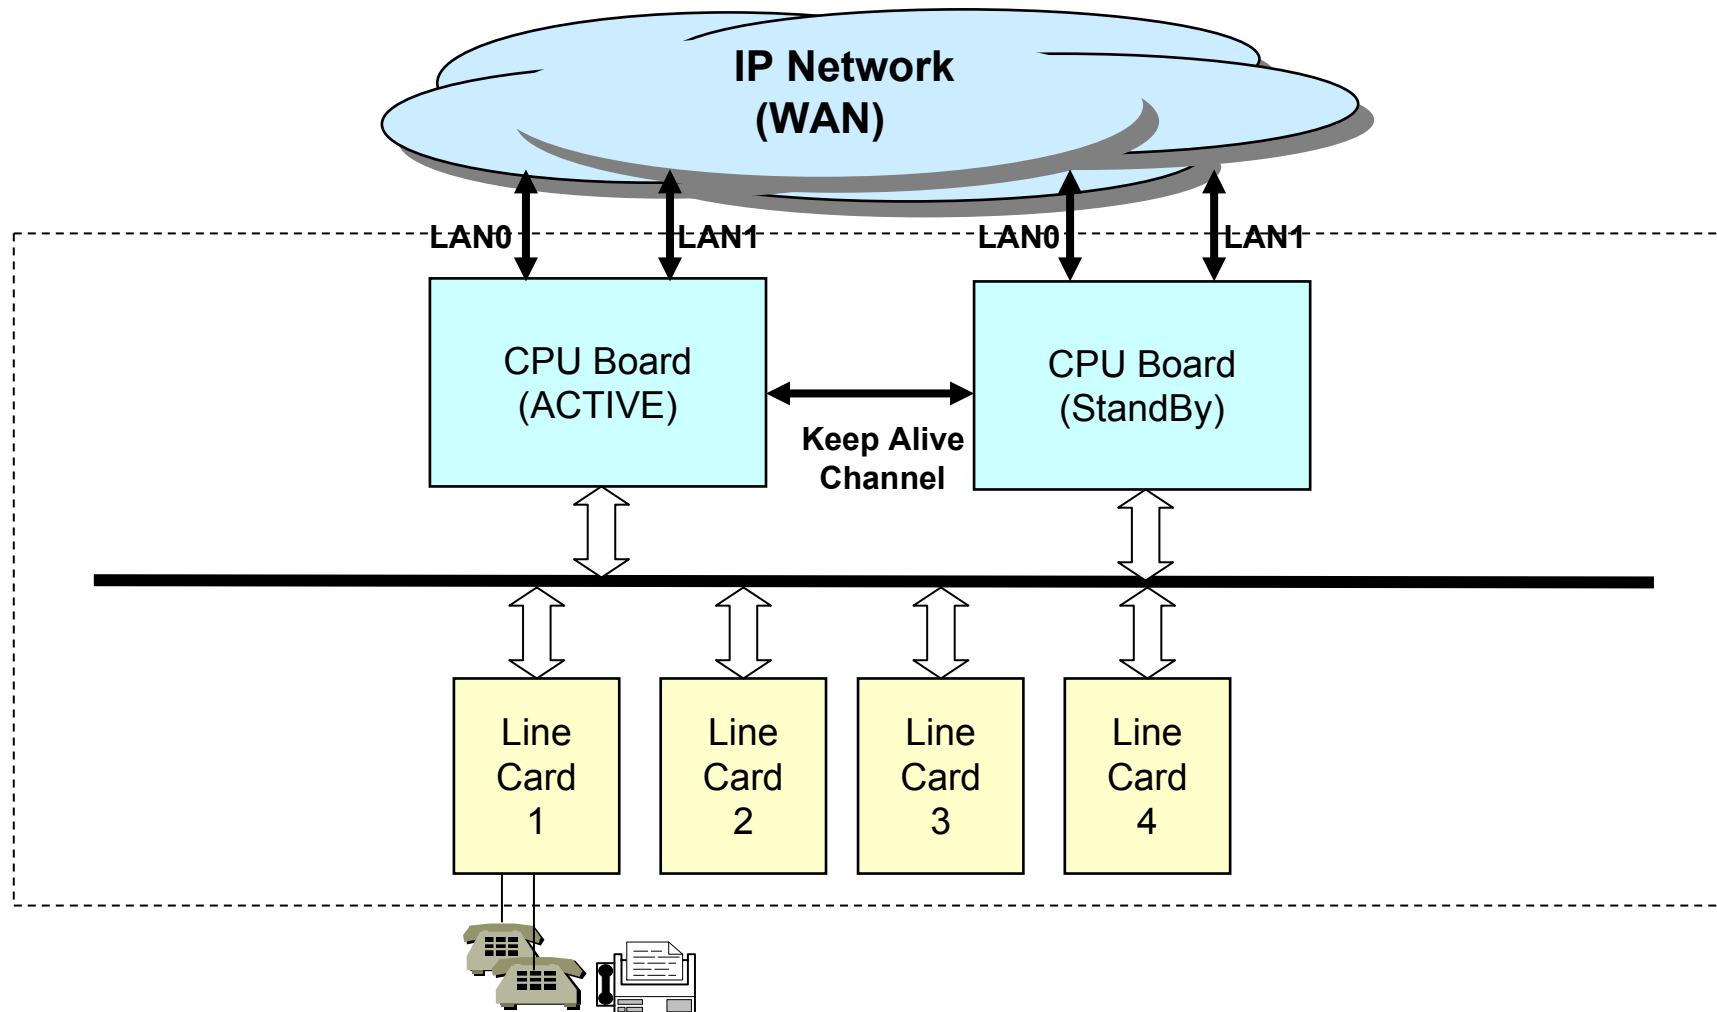 IP Network
(WAN)
LAN0
LAN1
LAN0
LAN1
CPU Board
(ACTIVE)
CPU Board
(StandBy)
Keep Alive
Channel
Line
Card
1
Line
Card
2
Line
Card
3
Line
Card
4